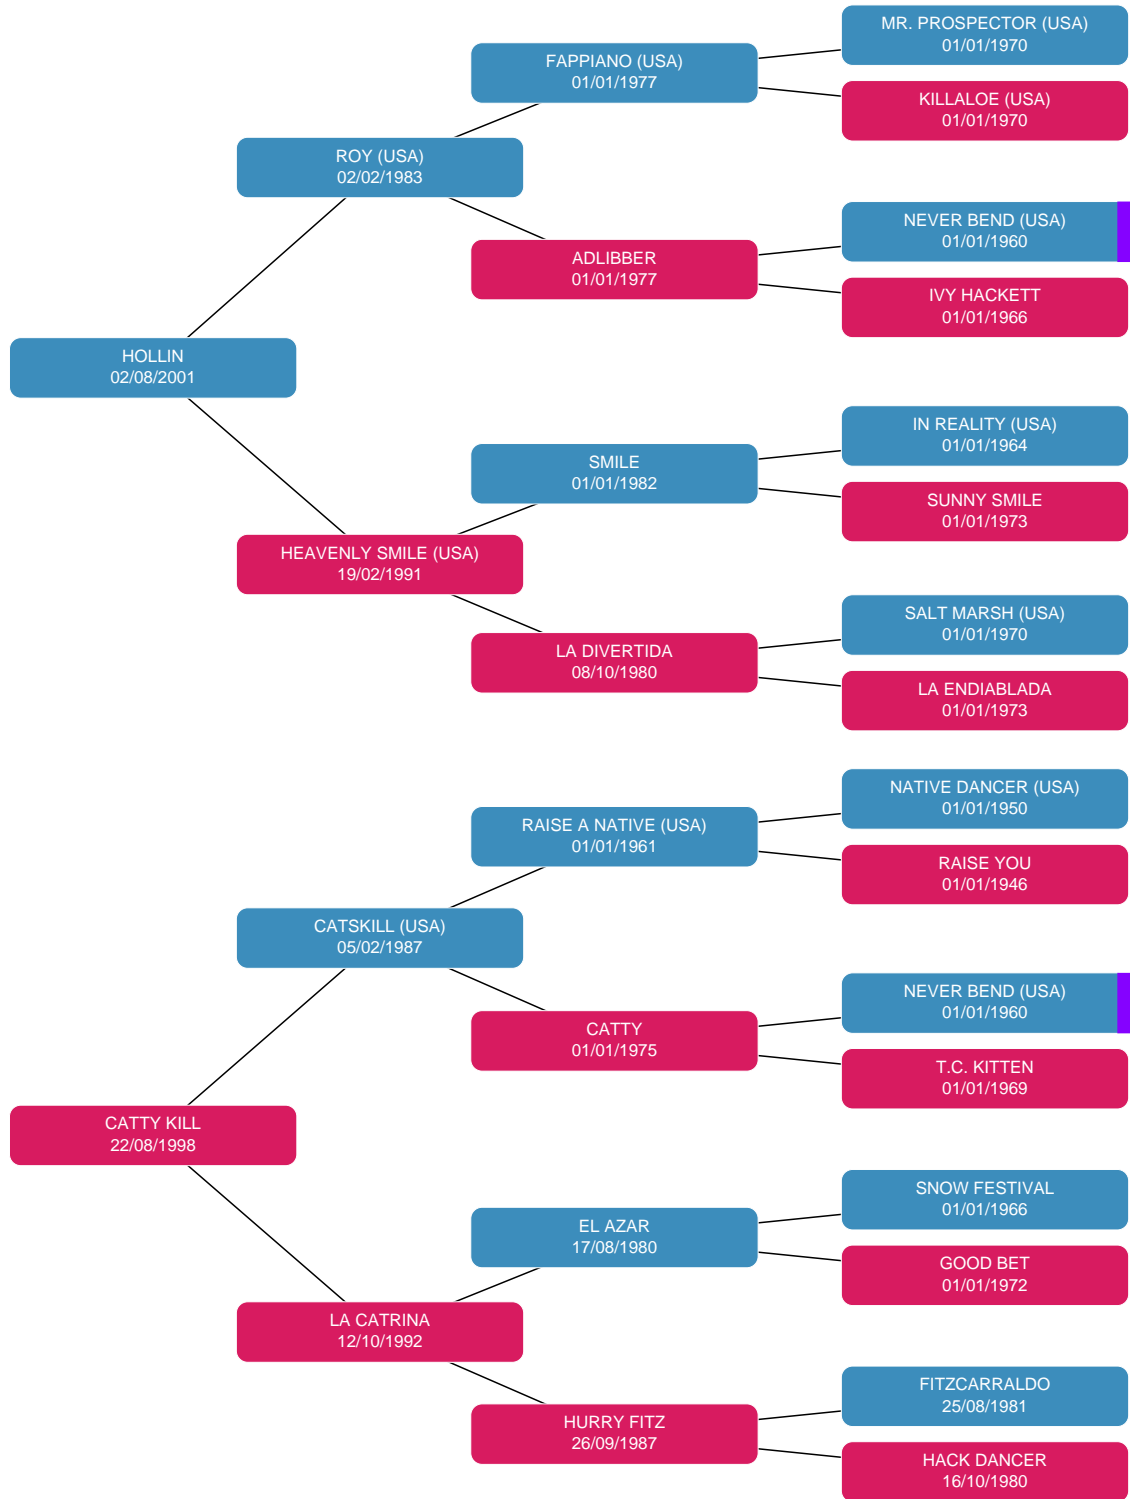 MR. PROSPECTOR (USA)
01/01/1970
FAPPIANO (USA)
01/01/1977
KILLALOE (USA)
01/01/1970
ROY (USA)
02/02/1983
NEVER BEND (USA)
01/01/1960
ADLIBBER
01/01/1977
IVY HACKETT
01/01/1966
HOLLIN
02/08/2001
IN REALITY (USA)
01/01/1964
SMILE
01/01/1982
SUNNY SMILE
01/01/1973
HEAVENLY SMILE (USA)
19/02/1991
SALT MARSH (USA)
01/01/1970
LA DIVERTIDA
08/10/1980
LA ENDIABLADA
01/01/1973
NATIVE DANCER (USA)
01/01/1950
RAISE A NATIVE (USA)
01/01/1961
RAISE YOU
01/01/1946
CATSKILL (USA)
05/02/1987
NEVER BEND (USA)
01/01/1960
CATTY
01/01/1975
T.C. KITTEN
01/01/1969
CATTY KILL
22/08/1998
SNOW FESTIVAL
01/01/1966
EL AZAR
17/08/1980
GOOD BET
01/01/1972
LA CATRINA
12/10/1992
FITZCARRALDO
25/08/1981
HURRY FITZ
26/09/1987
HACK DANCER
16/10/1980